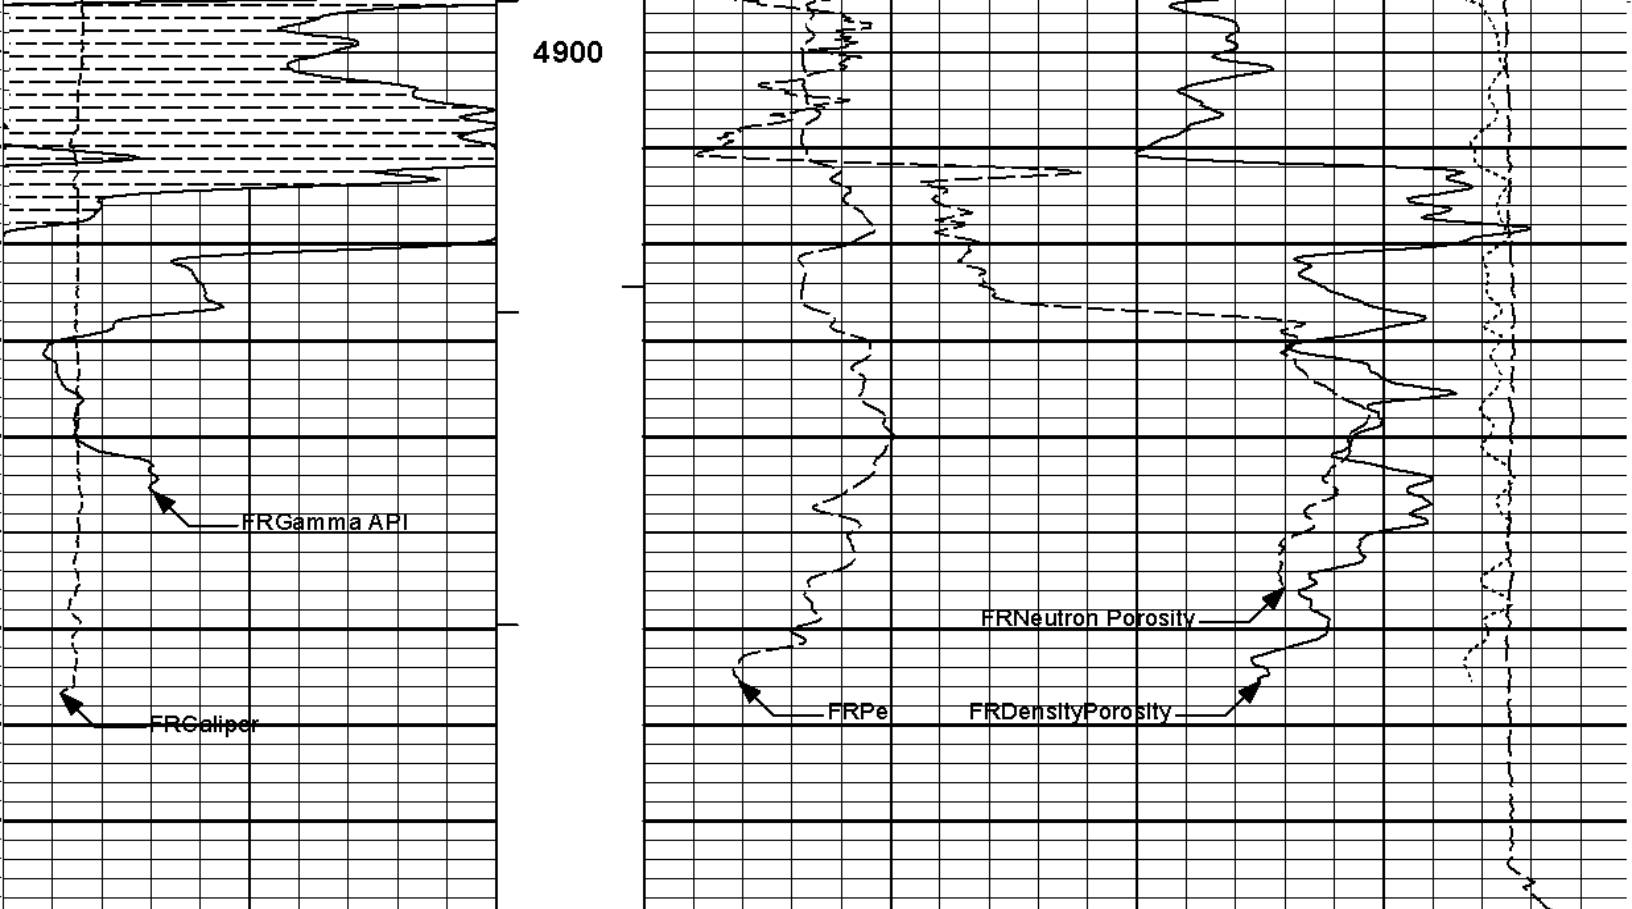 4900
FRGamma API
FRNeutron Porosity
FRPe
FRDensityPorosity
FRCaliper